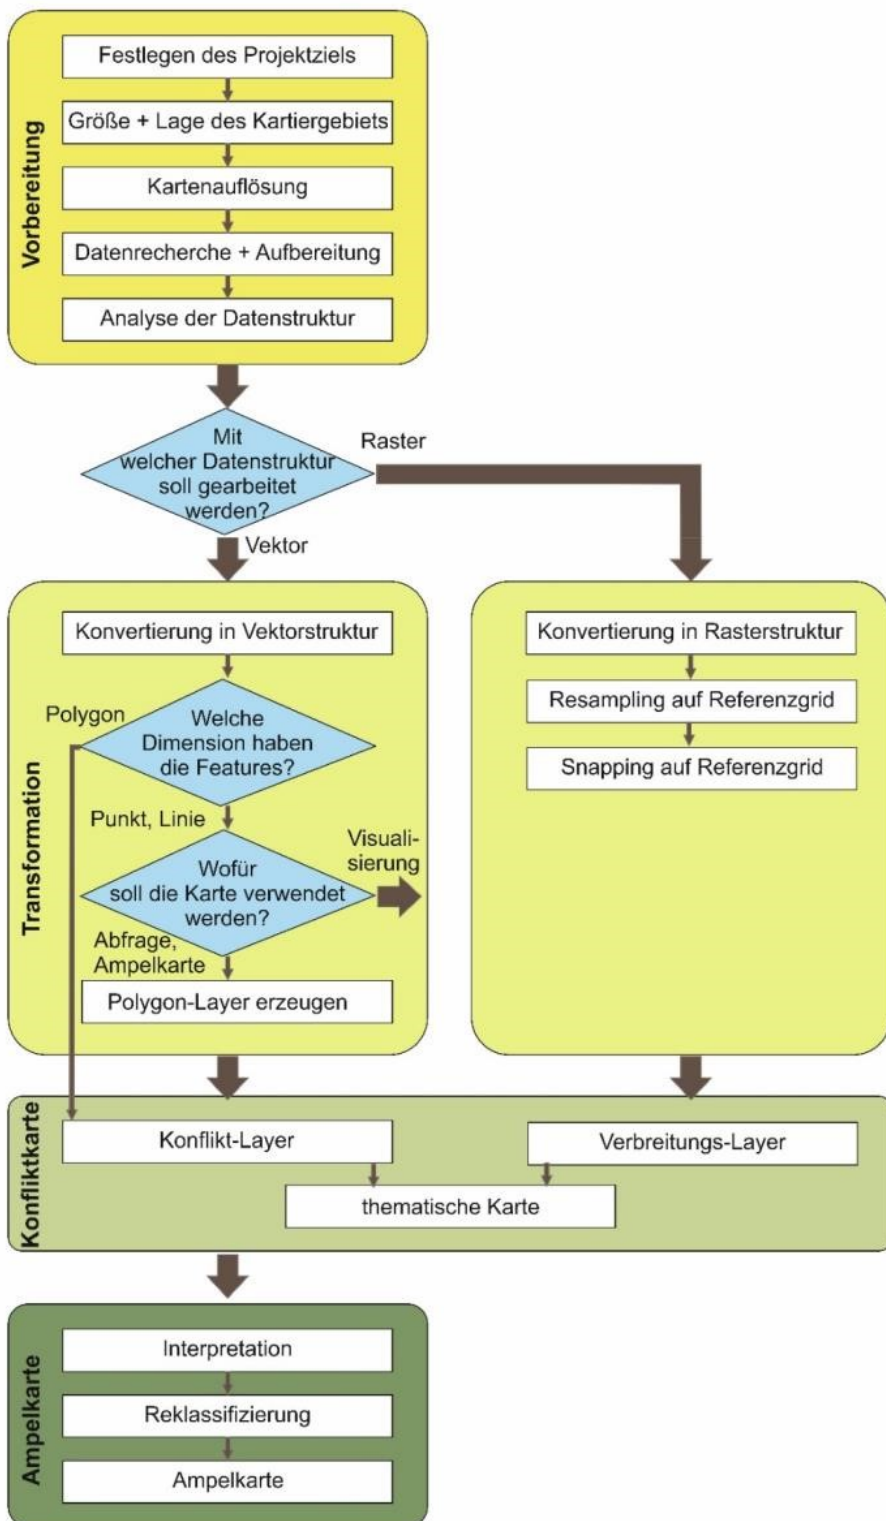 Vorbereitung
Festlegen des Projektziels
Größe + Lage des Kartiergebiets
Kartenauflösung
Datenrecherche + Aufbereitung
Analyse der Datenstruktur
Mit
welcher Datenstruktur
soll gearbeitet
werden?
Raster
Vektor
Transformation
Konvertierung in Vektorstruktur
Polygon
Welche
Dimension haben
die Features?
Punkt, Linie
Wofür
soll die Karte verwendet
werden?
Visuali-
sierung
Abfrage,
Ampelkarte
Polygon-Layer erzeugen
Konvertierung in Rasterstruktur
Resampling auf Referenzgrid
Snapping auf Referenzgrid
Konfliktkarte
Konflikt-Layer
Verbreitungs-Layer
thematische Karte
Ampelkarte
Interpretation
Reklassifizierung
Ampelkarte